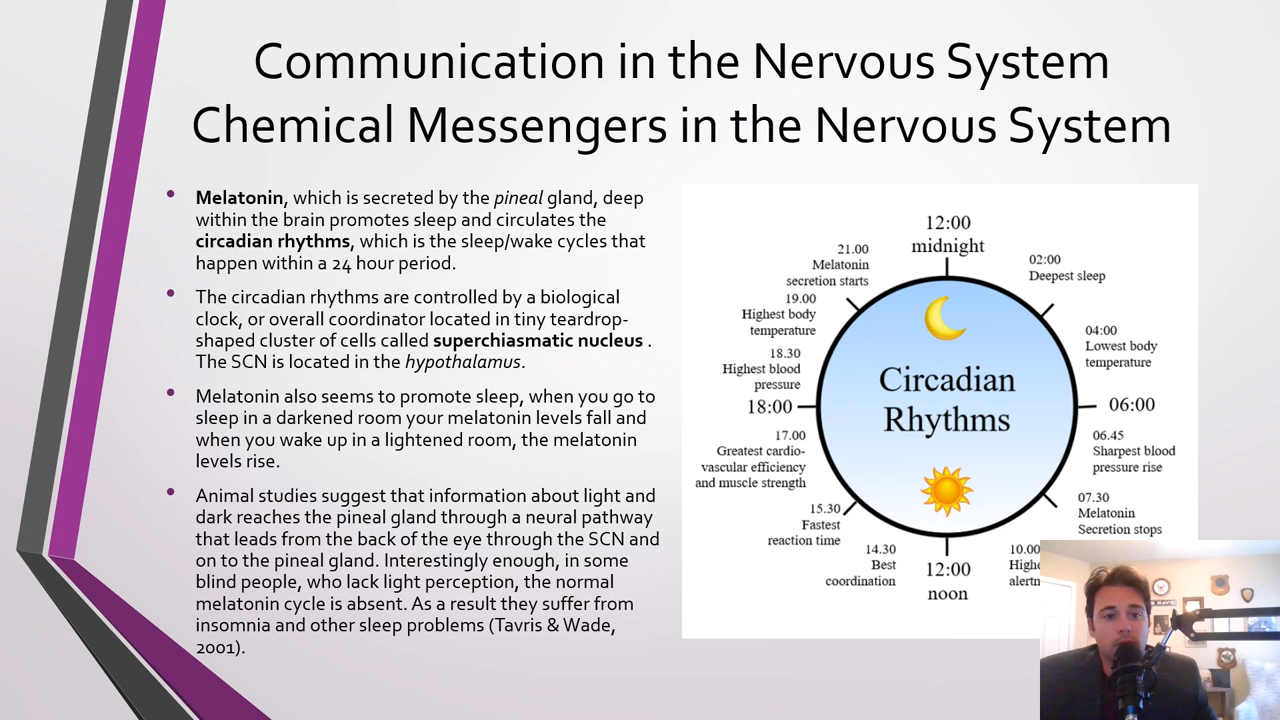 Communication in the Nervous System
Chemical Messengers in the Nervous System
• Melatonin, which is secreted by the pineal gland, deep
within the brain promotes sleep and circulates the
circadian rhythms, which is the sleep/wake cycles that
happen within a 24 hour period.
• The circadian rhythms are controlled by a biological
clock, or overall coordinator located in tiny teardrop-
shaped cluster of cells called superchiasmatic nucleus .
The SCN is located in the hypothalamus.
• Melatonin also seems to promote sleep, when you go to
sleep in a darkened room your melatonin levels fall and
when you wake up in a lightened room, the melatonin
levels rise.
• Animal studies suggest that information about light and
dark reaches the pineal gland through a neural pathway
that leads from the back of the eye through the SCN and
on to the pineal gland. Interestingly enough, in some
blind people, who lack light perception, the normal
melatonin cycle is absent. As a result they suffer from
insomnia and other sleep problems (Tavris & Wade,
2001).
12:00
midnight
02:00
Deepest sleep
04:00
Lowest body
temperature
06:00
06.45
Sharpest blood
pressure rise
07.30
Melatonin
Secretion stops
10.00
12:00
noon
14.30
Best
coordination
15.30
Fastest
reaction time
17.00
Greatest cardio-
vascular efficiency
and muscle strength
18:00
18.30
Highest blood
pressure
19.00
Highest body
temperature
21.00
Melatonin
secretion starts
Circadian
Rhythms